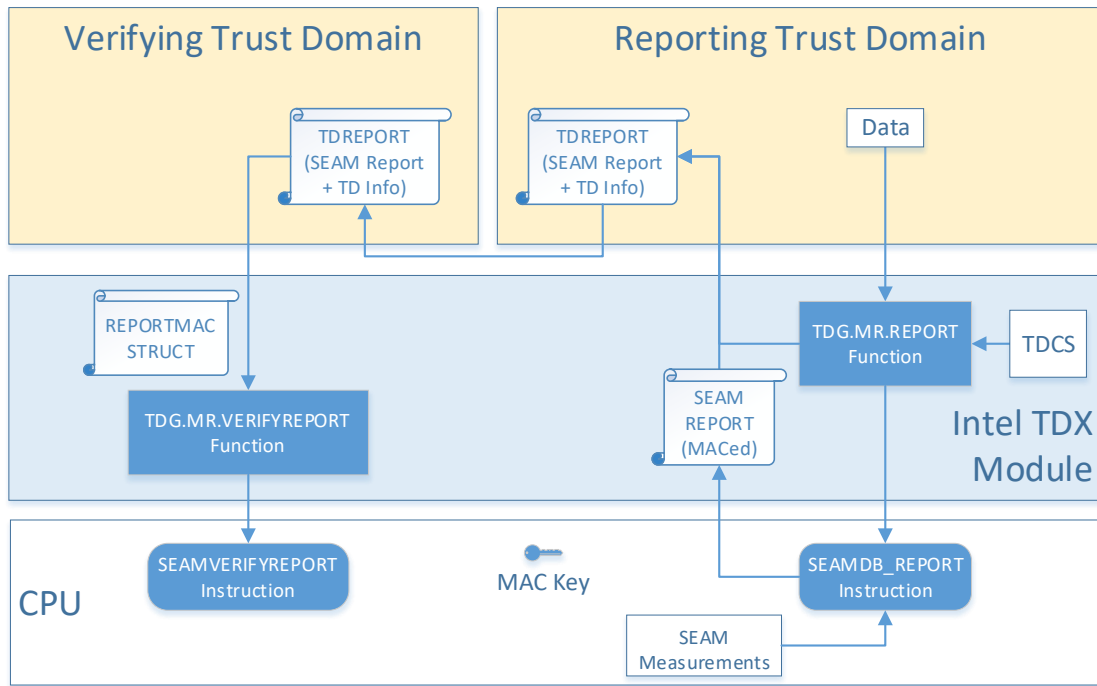 Verifying Trust Domain
Reporting Trust Domain
TDREPORT
(SEAM Report
+ TD Info)
TDREPORT
(SEAM Report
+ TD Info)
Data
REPORTMAC
STRUCT
TDG.MR.REPORT
Function
TDCS
TDG.MR.VERIFYREPORT
Function
SEAM
REPORT
(MACed)
Intel TDX
Module
SEAMVERIFYREPORT
Instruction
MAC Key
SEAMDB_REPORT
Instruction
CPU
SEAM
Measurements